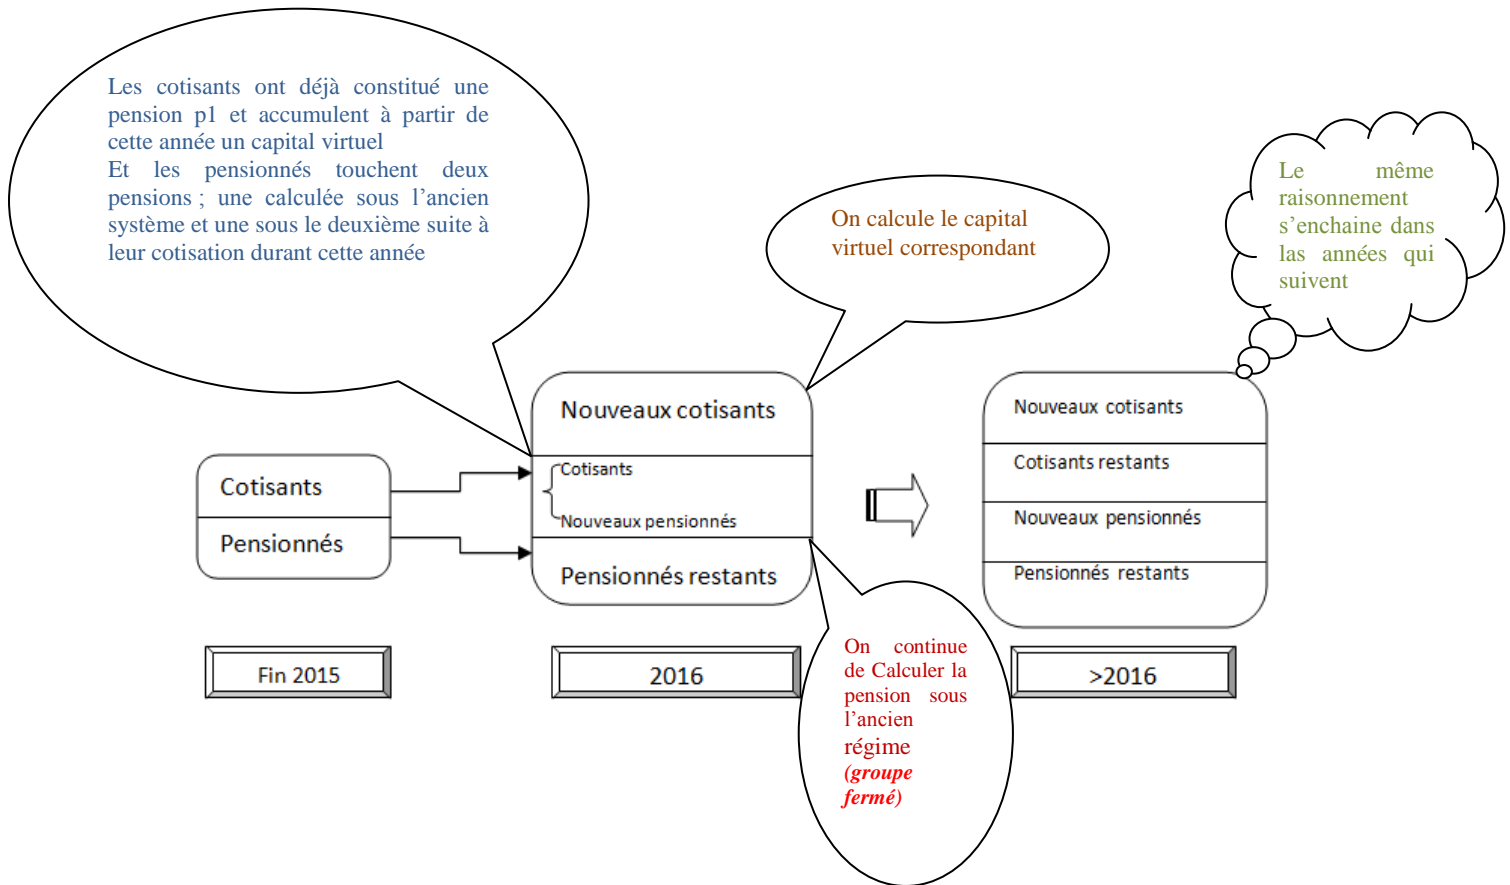 Les cotisants ont déjà constitué une
pension p1 et accumulent à partir de
cette année un capital virtuel
Et les pensionnés touchent deux
pensions ; une calculée sous l’ancien
système et une sous le deuxième suite à
leur cotisation durant cette année
On calcule le capital
virtuel correspondant
Le même
raisonnement
s’enchaine dans
las années qui
suivent
Cotisants
Pensionnés
Nouveaux cotisants
Cotisants
Nouveaux pensionnés
Pensionnés restants
Nouveaux cotisants
Cotisants restants
Nouveaux pensionnés
Pensionnés restants
On continue
de Calculer la
pension sous
l’ancien
régime
(groupe
fermé)
Fin 2015
2016
>2016